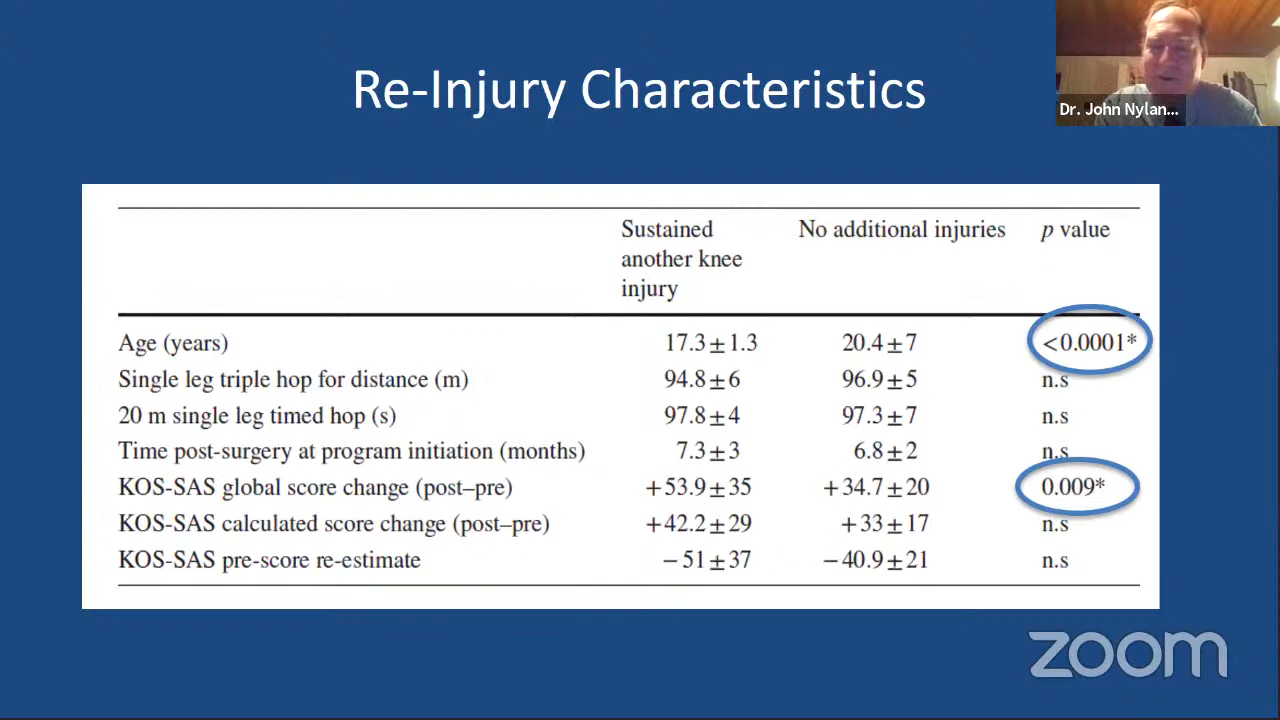 Re-Injury Characteristics
Dr. John Nylan...
Sustained another knee injury No additional injuries p value
Age (years) 17.3±1.3 20.4±7 <0.0001*
Single leg triple hop for distance (m) 94.8±6 96.9±5 n.s
20 m single leg timed hop (s) 97.8±4 97.3±7 n.s
Time post-surgery at program initiation (months) 7.3±3 6.8±2 n.s
KOS-SAS global score change (post–pre) +53.9±35 +34.7±20 0.009*
KOS-SAS calculated score change (post–pre) +42.2±29 +33±17 n.s
KOS-SAS pre-score re-estimate −51±37 −40.9±21 n.s
zoom